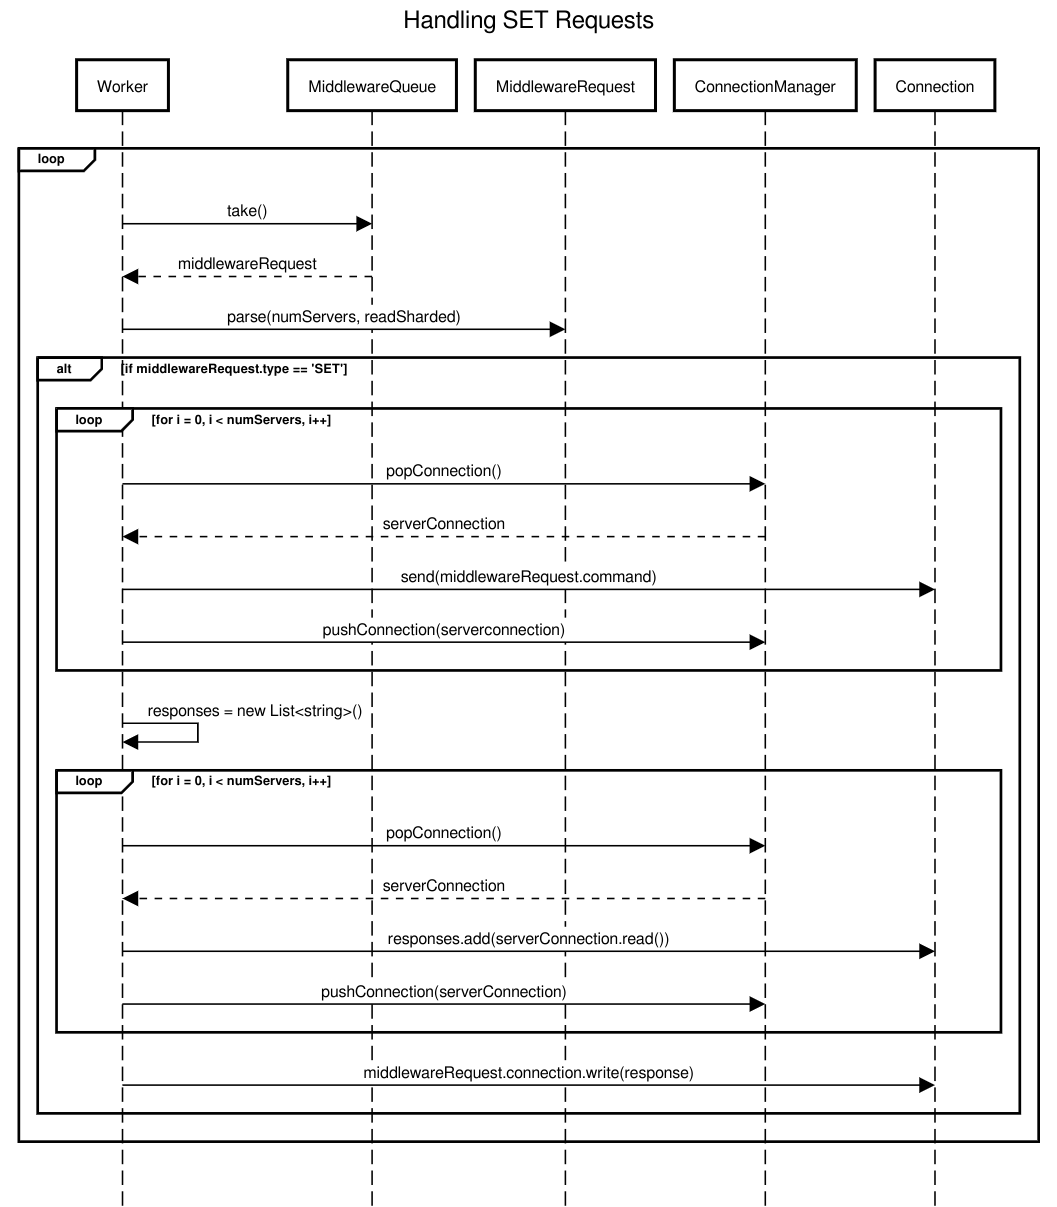 Handling SET Requests
Worker
MiddlewareQueue
MiddlewareRequest
ConnectionManager
Connection
loop
take()
middlewareRequest
parse(numServers, readSharded)
alt
[if middlewareRequest.type == 'SET']
loop
[for i = 0, i < numServers, i++]
popConnection()
serverConnection
send(middlewareRequest.command)
pushConnection(serverconnection)
responses = new List<string>()
loop
[for i = 0, i < numServers, i++]
popConnection()
serverConnection
responses.add(serverConnection.read())
pushConnection(serverConnection)
middlewareRequest.connection.write(response)